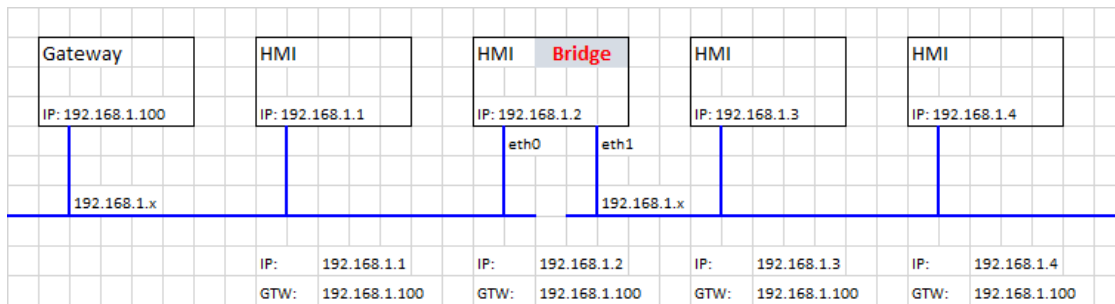 Gateway HMI HMI Bridge HMI HMI
IP: 192.168.1.100 IP: 192.168.1.1 IP: 192.168.1.2 IP: 192.168.1.3 IP: 192.168.1.4
eth0 eth1
192.168.1.x 192.168.1.x
IP: 192.168.1.1 IP: 192.168.1.2 IP: 192.168.1.3 IP: 192.168.1.4
GTW: 192.168.1.100 GTW: 192.168.1.100 GTW: 192.168.1.100 GTW: 192.168.1.100